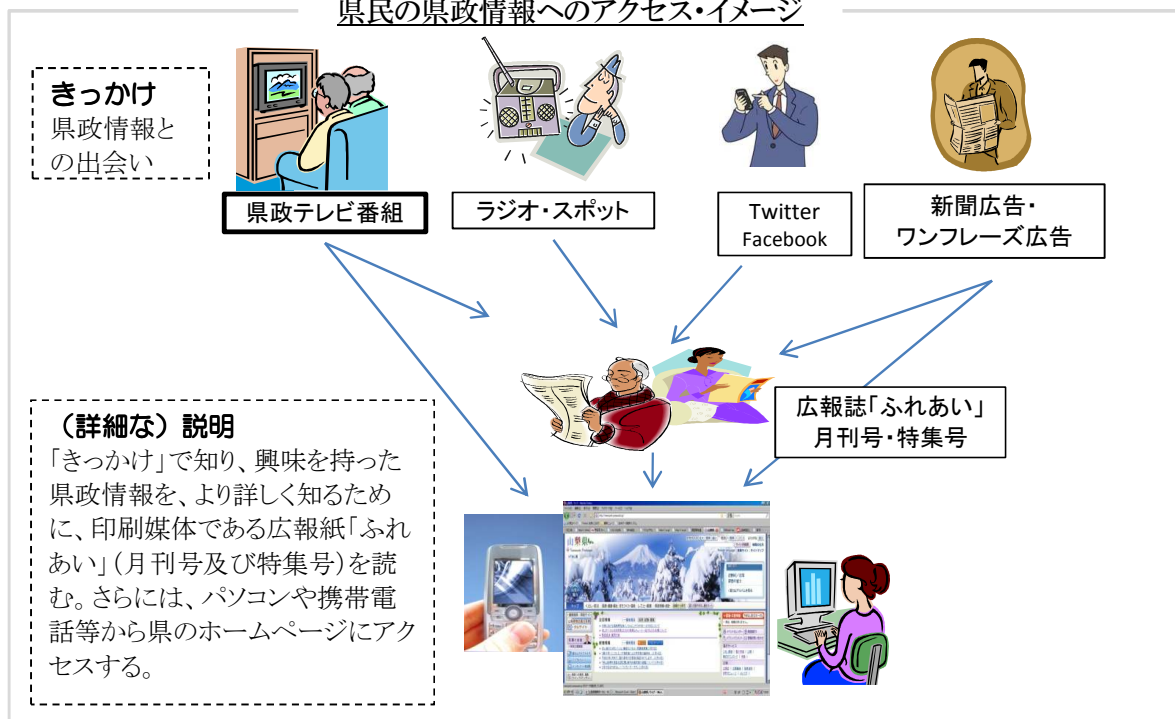 県民の県政情報へのアクセス・イメージ
きっかけ
県政情報と
の出会い
県政テレビ番組
ラジオ・スポット
Twitter
Facebook
新聞広告・
ワンフレーズ広告
広報誌「ふれあい」
月刊号・特集号
（詳細な）説明
「きっかけ」で知り、興味を持った
県政情報を、より詳しく知るため
に、印刷媒体である広報紙「ふれ
あい」（月刊号及び特集号）を読
む。さらには、パソコンや携帯電
話等から県のホームページにアク
セスする。
山梨県